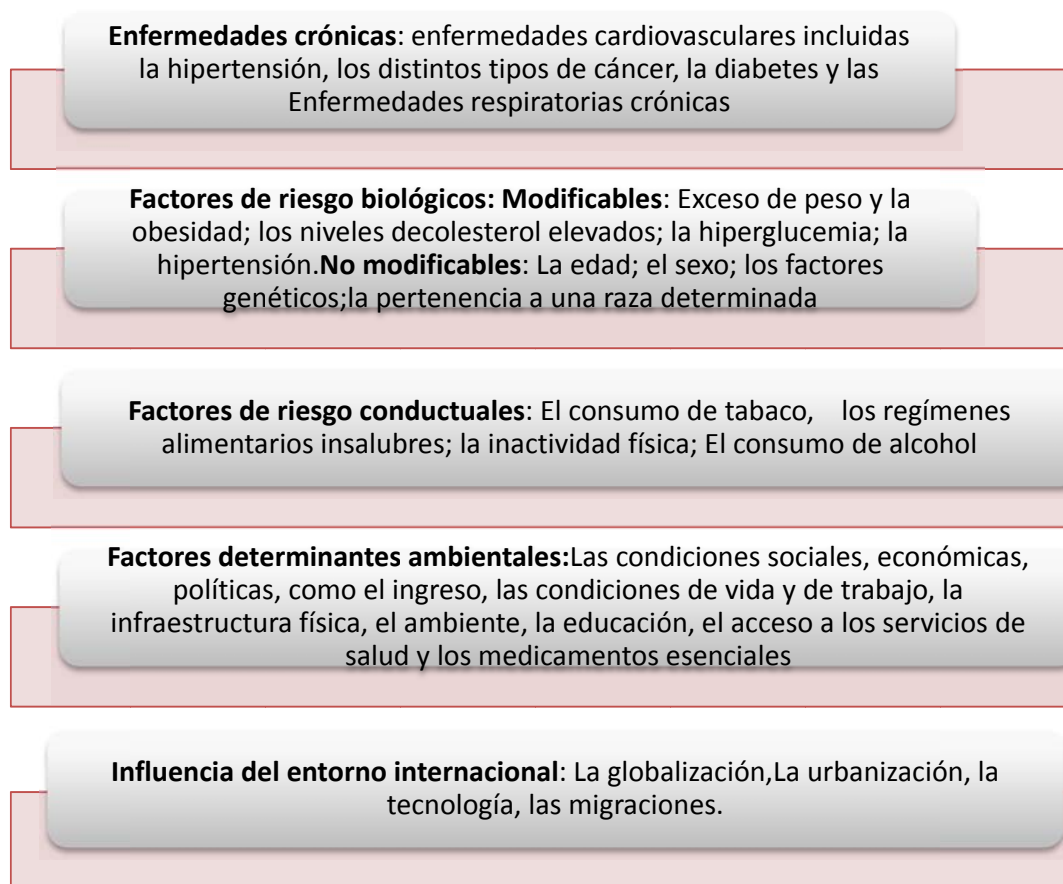 Enfermedades crónicas: enfermedades cardiovasculares incluidas
la hipertensión, los distintos tipos de cáncer, la diabetes y las
Enfermedades respiratorias crónicas
Factores de riesgo biológicos: Modificables: Exceso de peso y la
obesidad; los niveles decolesterol elevados; la hiperglucemia; la
hipertensión.No modificables: La edad; el sexo; los factores
genéticos;la pertenencia a una raza determinada
Factores de riesgo conductuales: El consumo de tabaco, los regímenes
alimentarios insalubres; la inactividad física; El consumo de alcohol
Factores determinantes ambientales:Las condiciones sociales, económicas,
políticas, como el ingreso, las condiciones de vida y de trabajo, la
infraestructura física, el ambiente, la educación, el acceso a los servicios de
salud y los medicamentos esenciales
Influencia del entorno internacional: La globalización,La urbanización, la
tecnología, las migraciones.